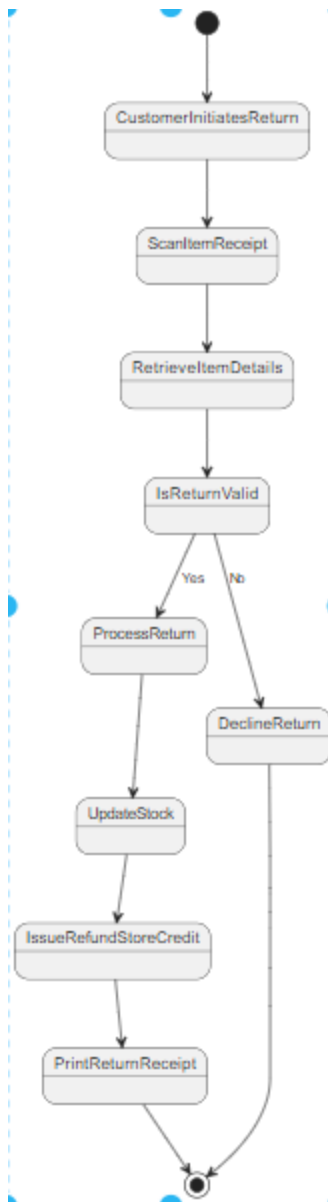 CustomerInitiatesReturn
ScanItemReceipt
RetrieveItemDetails
IsReturnValid
Yes
No
ProcessReturn
DeclineReturn
UpdateStock
IssueRefundStoreCredit
PrintReturnReceipt